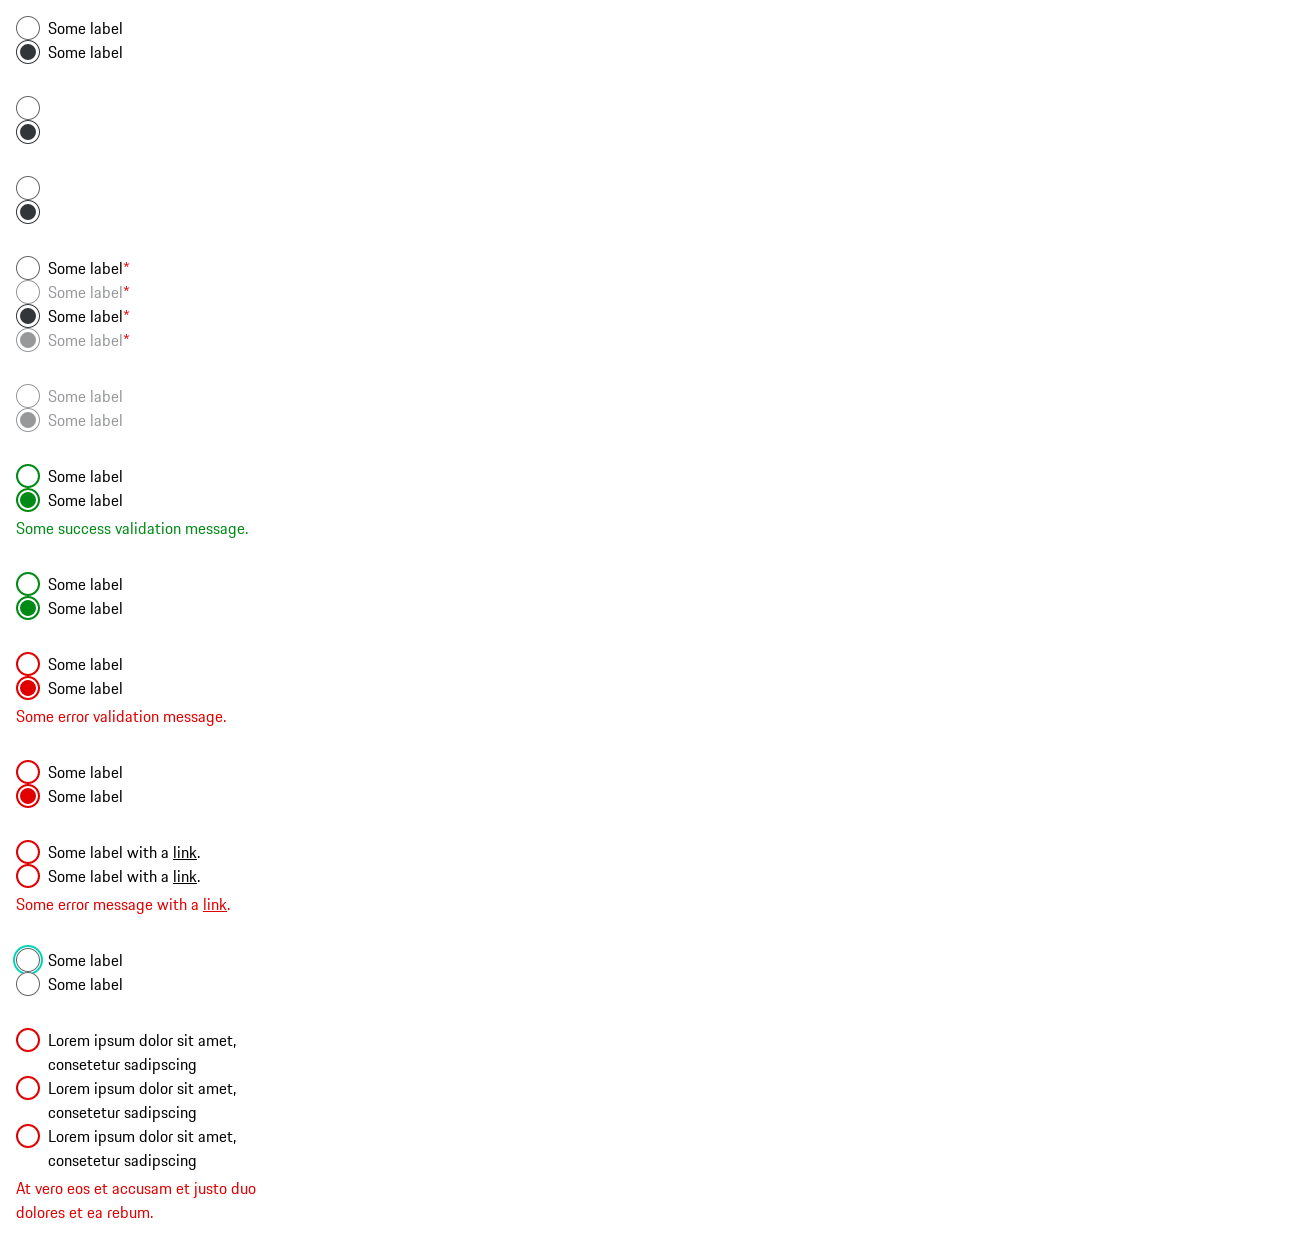 Some label
Some label
Some label*
Some label*
Some label*
Some label*
Some label
Some label
Some label
Some label
Some success validation message.
Some label
Some label
Some label
Some label
Some error validation message.
Some label
Some label
Some label with a link.
Some label with a link.
Some error message with a link.
Some label
Some label
Lorem ipsum dolor sit amet,
consetetur sadipscing
Lorem ipsum dolor sit amet,
consetetur sadipscing
Lorem ipsum dolor sit amet,
consetetur sadipscing
At vero eos et accusam et justo duo
dolores et ea rebum.